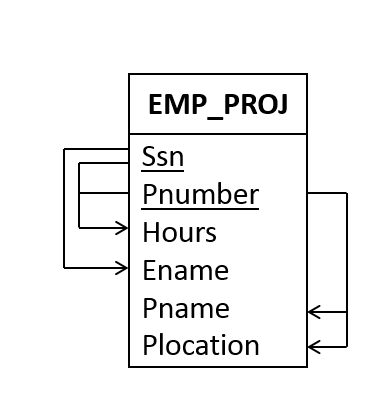 EMP_PROJ
Ssn
Pnumber
Hours
Ename
Pname
Plocation